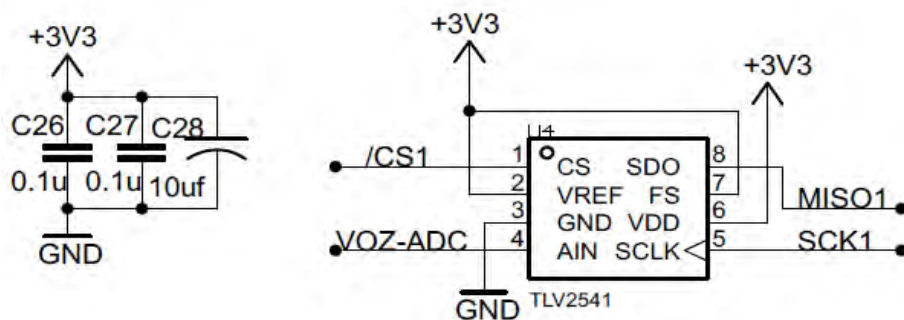 +3V3
C26 C27 C28
0.1u 0.1u 10uf
GND
+3V3
+3V3
U4
/CS1 1 CS SDO 8
2 VREF FS 7 MISO1
3 GND VDD 6
VOZ-ADC 4 AIN SCLK 5 SCK1
GND TLV2541